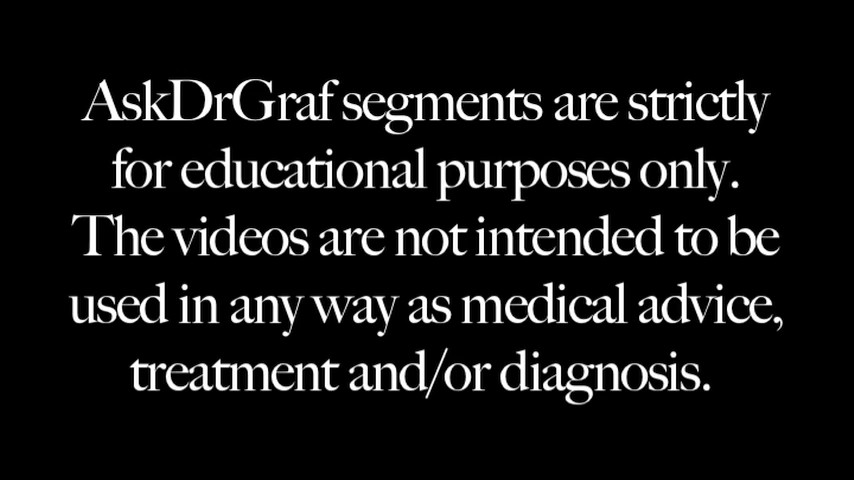 AskDrGraf segments are strictly
for educational purposes only.
The videos are not intended to be
used in any way as medical advice,
treatment and/or diagnosis.